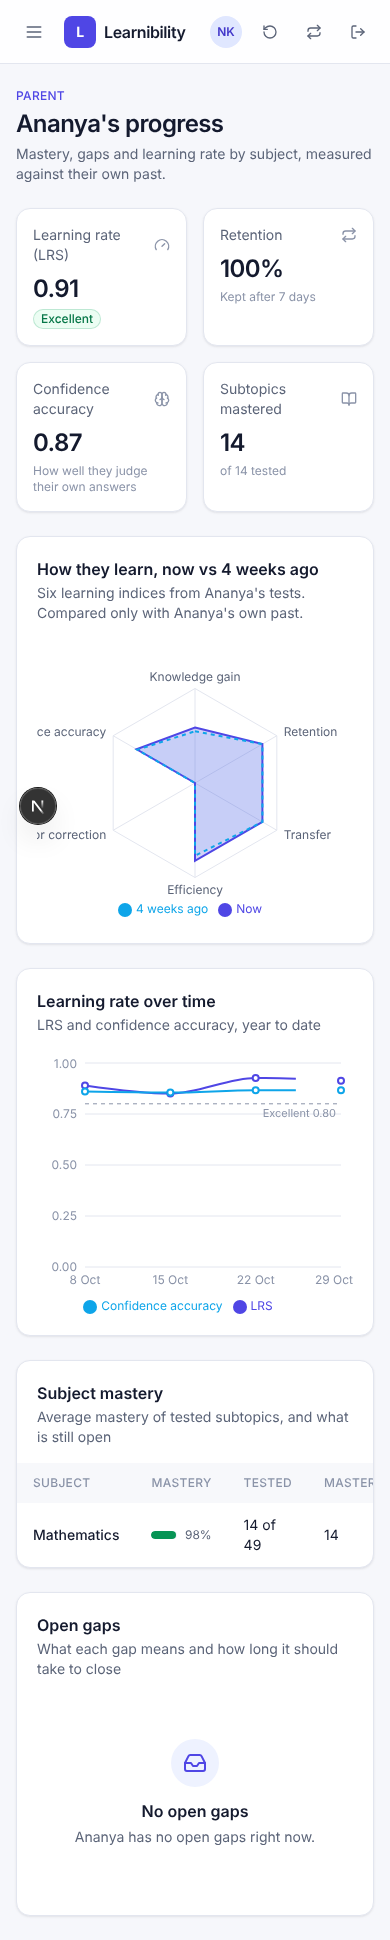 L Learnibility NK
PARENT
Ananya's progress
Mastery, gaps and learning rate by subject, measured
against their own past.
Learning rate
(LRS)
0.91
Excellent
Retention
100%
Kept after 7 days
Confidence
accuracy
0.87
How well they judge
their own answers
Subtopics
mastered
14
of 14 tested
How they learn, now vs 4 weeks ago
Six learning indices from Ananya's tests.
Compared only with Ananya's own past.
Knowledge gain
ce accuracy
Retention
N
or correction
Transfer
Efficiency
4 weeks ago Now
Learning rate over time
LRS and confidence accuracy, year to date
1.00
0.75
Excellent 0.80
0.50
0.25
0.00
8 Oct 15 Oct 22 Oct 29 Oct
Confidence accuracy LRS
Subject mastery
Average mastery of tested subtopics, and what
is still open
SUBJECT MASTERY TESTED MASTER
Mathematics 98% 14 of
49 14
Open gaps
What each gap means and how long it should
take to close
No open gaps
Ananya has no open gaps right now.